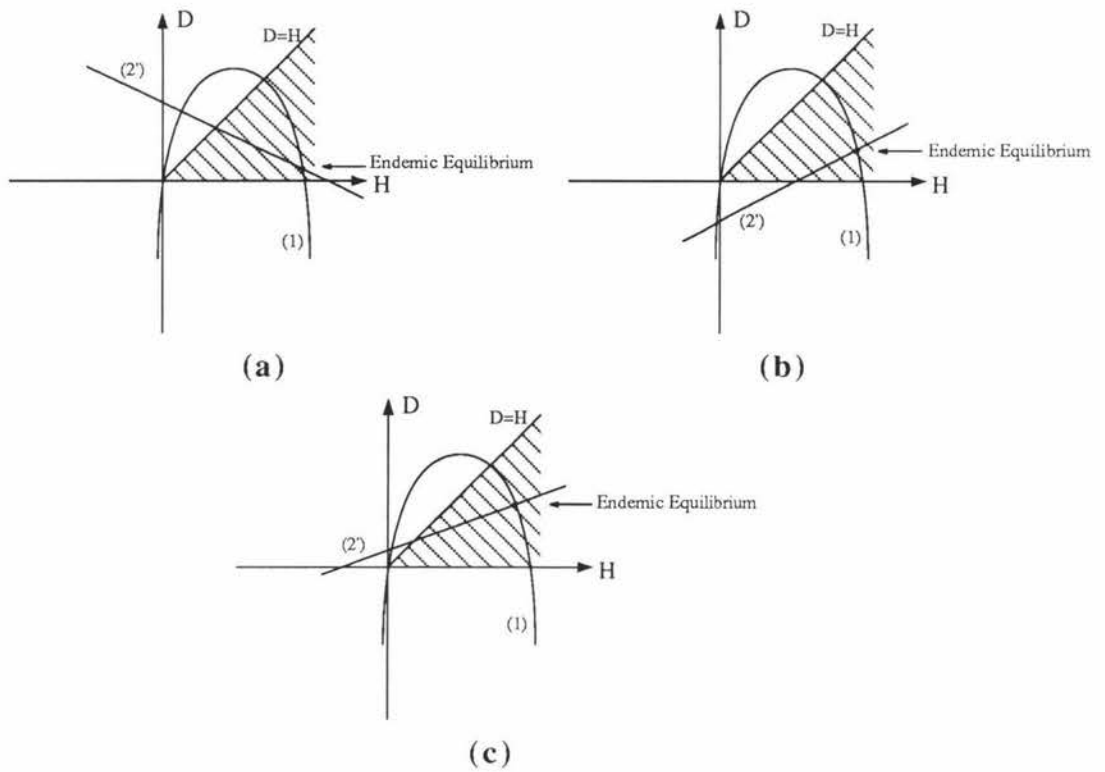 D
D=H
(2')
Endemic Equilibrium
H
(1)
(a)
D
D=H
Endemic Equilibrium
H
(2')
(1)
(b)
D
D=H
Endemic Equilibrium
(2')
H
(1)
(c)